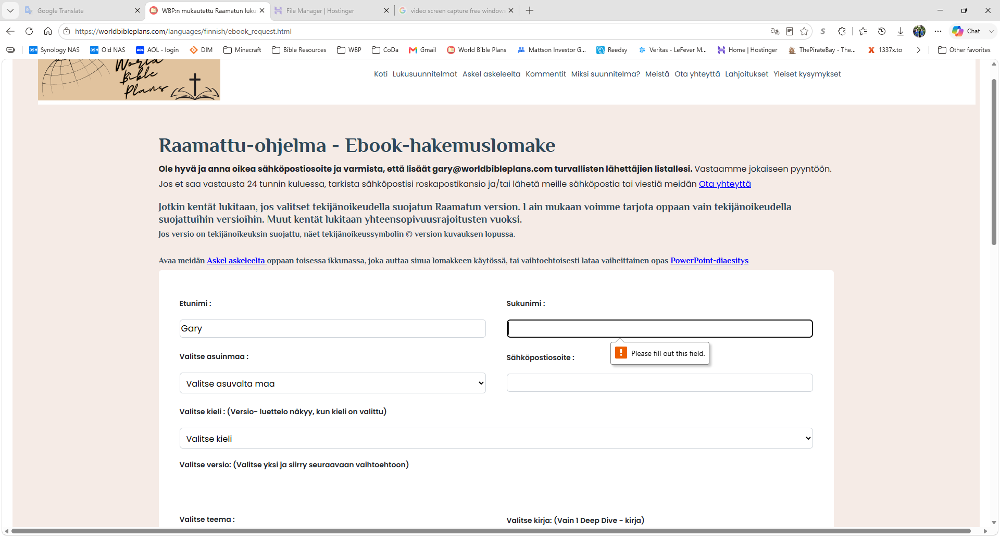 Google Translate
WBP:n mukautettu Raamatun luku
File Manager | Hostinger
video screen capture free windows
https://worldbibleplans.com/languages/finnish/ebook_request.html
Chat
Synology NAS
Old NAS
AOL - login
DIM
Minecraft
Bible Resources
WBP
CoDa
Gmail
World Bible Plans
Mattson Investor G...
Reedsy
Veritas - LeFever M...
Home | Hostinger
ThePirateBay - The...
1337x.to
Other favorites
World
Bible
Plans
Koti Lukusuunnitelmat Askel askeleelta Kommentit Miksi suunnitelma? Meistä Ota yhteyttä Lahjoitukset Yleiset kysymykset
Raamattu-ohjelma - Ebook-hakemuslomake
Ole hyvä ja anna oikea sähköpostiosoite ja varmista, että lisäät gary@worldbibleplans.com turvallisten lähettäjien listallesi. Vastaamme jokaiseen pyyntöön.
Jos et saa vastausta 24 tunnin kuluessa, tarkista sähköpostisi roskapostikansio ja/tai lähetä meille sähköpostia tai viestiä meidän Ota yhteyttä
Jotkin kentät lukitaan, jos valitset tekijänoikeudella suojatun Raamatun version. Lain mukaan voimme tarjota oppaan vain tekijänoikeudella
suojattuihin versioihin. Muut kentät lukitaan yhteensopivuusrajoitusten vuoksi.
Jos versio on tekijänoikeuksin suojattu, näet tekijänoikeussymbolin © version kuvauksen lopussa.
Avaa meidän Askel askeleelta oppaan toisessa ikkunassa, joka auttaa sinua lomakkeen käytössä, tai vaihtoehtoisesti lataa vaiheittainen opas PowerPoint-diaesitys
Etunimi :
Sukunimi :
Gary
Please fill out this field.
Valitse asuinmaa :
Sähköpostiosoite :
Valitse asuvalta maa
Valitse kieli : (Versio- luettelo näkyy, kun kieli on valittu)
Valitse kieli
Valitse versio: (Valitse yksi ja siirry seuraavaan vaihtoehtoon)
Valitse teema :
Valitse kirja: (Vain 1 Deep Dive - kirja)